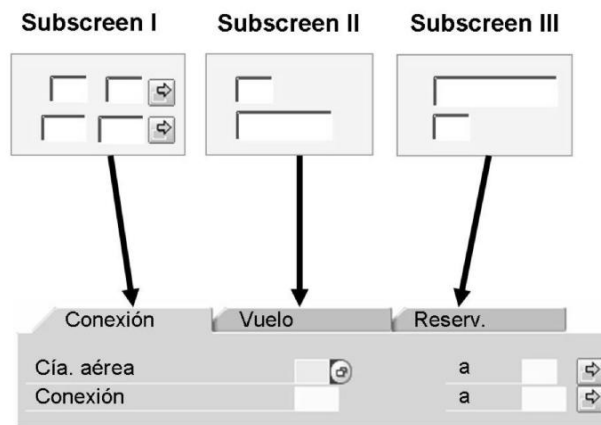 Subscreen I Subscreen II Subscreen III
Conexión Vuelo Reserv.
Cía. aérea a
Conexión a